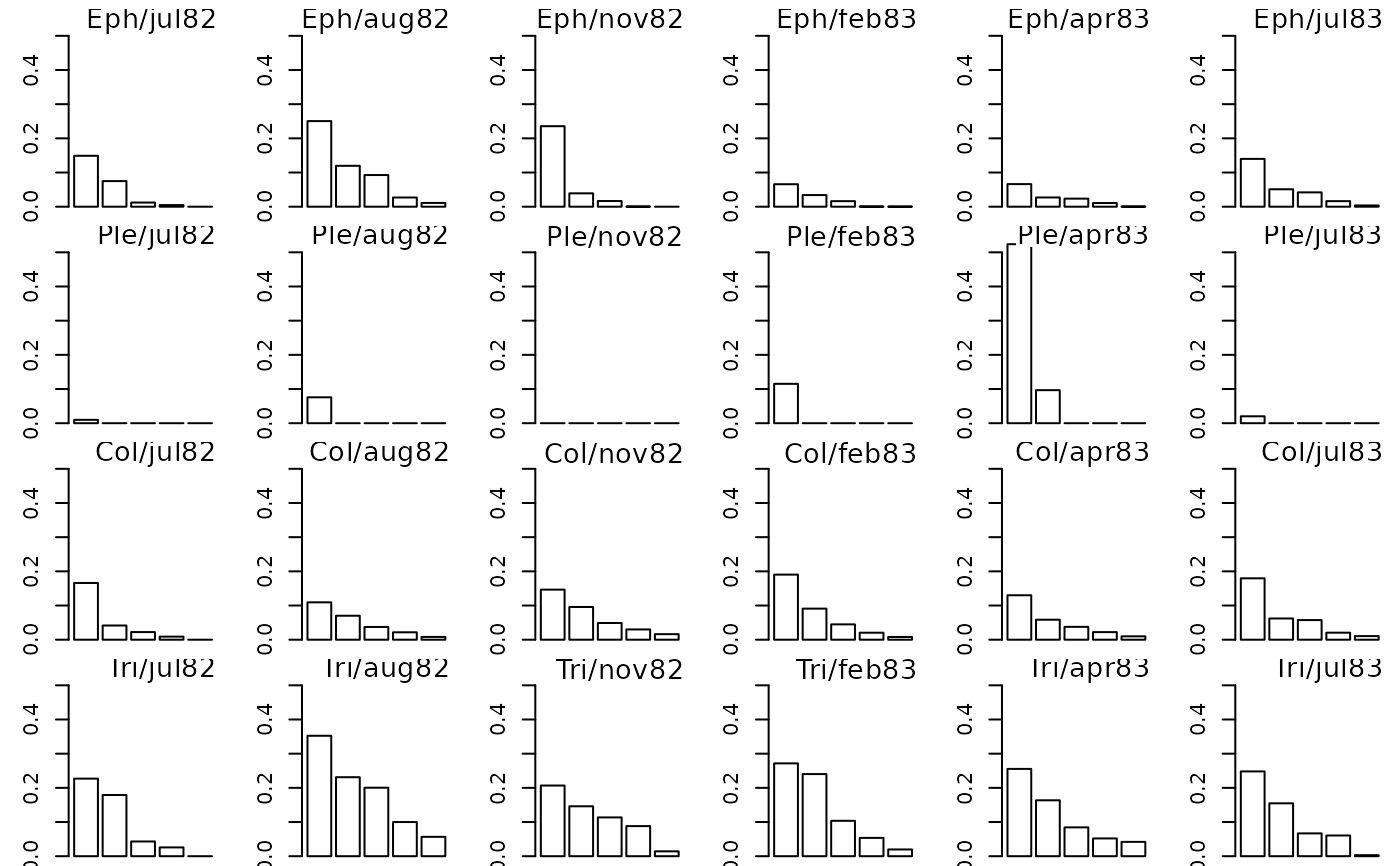 Eph/jul82 Eph/aug82 Eph/nov82 Eph/feb83 Eph/apr83 Eph/jul83
0.4 0.4 0.4 0.4 0.4 0.4
0.2 0.2 0.2 0.2 0.2 0.2
0.0 0.0 0.0 0.0 0.0 0.0
Ple/jul82 Ple/aug82 Ple/nov82 Ple/feb83 Ple/apr83 Ple/jul83
0.4 0.4 0.4 0.4 0.4 0.4
0.2 0.2 0.2 0.2 0.2 0.2
0.0 0.0 0.0 0.0 0.0 0.0
Col/jul82 Col/aug82 Col/nov82 Col/feb83 Col/apr83 Col/jul83
0.4 0.4 0.4 0.4 0.4 0.4
0.2 0.2 0.2 0.2 0.2 0.2
0.0 0.0 0.0 0.0 0.0 0.0
Tri/jul82 Tri/aug82 Tri/nov82 Tri/feb83 Tri/apr83 Tri/jul83
0.4 0.4 0.4 0.4 0.4 0.4
0.2 0.2 0.2 0.2 0.2 0.2
0.0 0.0 0.0 0.0 0.0 0.0